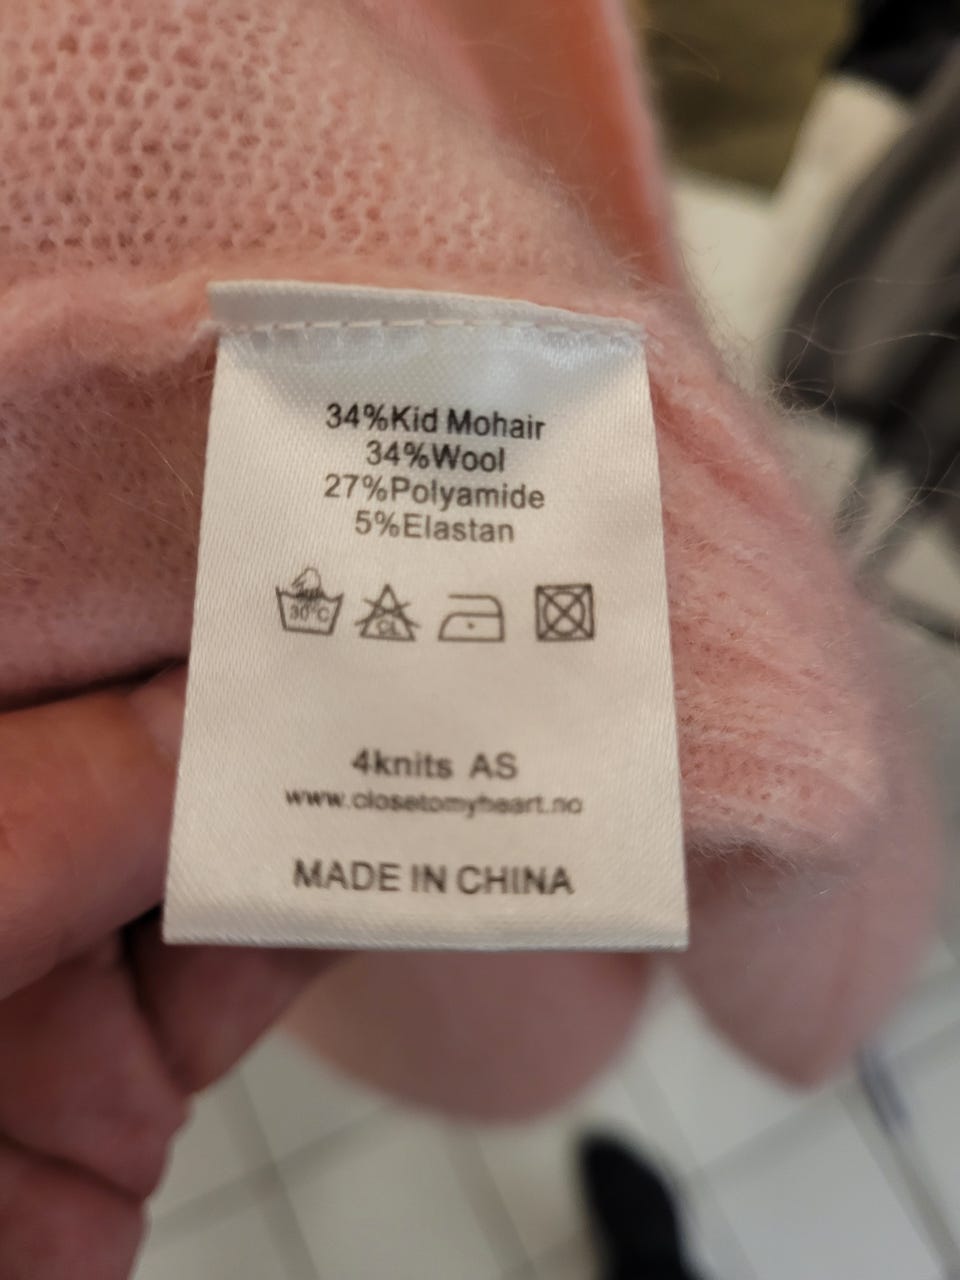 34%Kid Mohair
34%Wool
27%Polyamide
5%Elastan
30°C
CL
4knits AS
www.closetomyheart.no
MADE IN CHINA